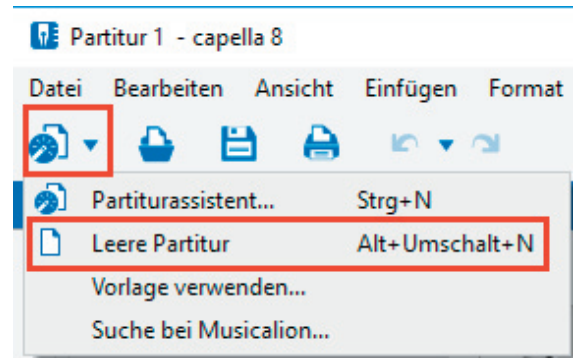 Partitur 1 - capella 8
Datei Bearbeiten Ansicht Einfügen Format
Partiturassistent... Strg+N
Leere Partitur Alt+Umschalt+N
Vorlage verwenden...
Suche bei Musicalion...